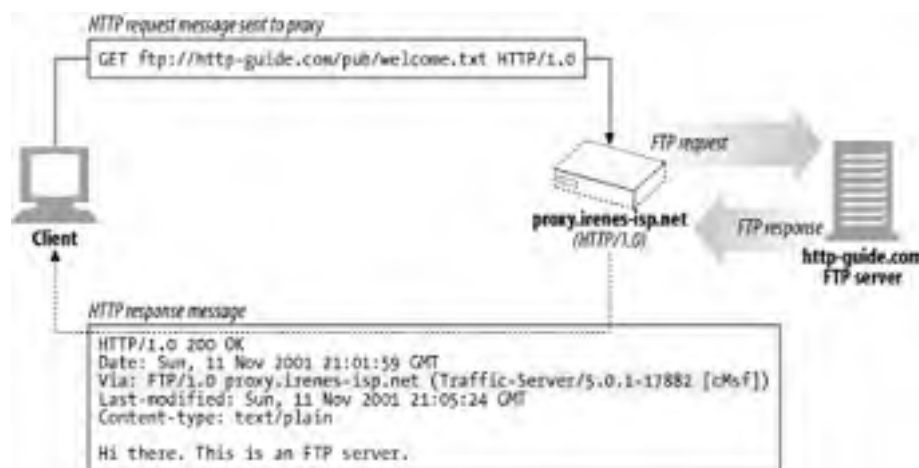 HTTP request message sent to proxy
GET ftp://http-guide.com/pub/welcome.txt HTTP/1.0
FTP request
proxy.irenes-isp.net
(HTTP/1.0)
FTP response
Client
http-guide.com
FTP server
HTTP response message
HTTP/1.0 200 OK
Date: Sun, 11 Nov 2001 21:01:59 GMT
Via: FTP/1.0 proxy.irenes-isp.net (Traffic-Server/5.0.1-17882 [cMsf])
Last-modified: Sun, 11 Nov 2001 21:05:24 GMT
Content-type: text/plain
Hi there. This is an FTP server.